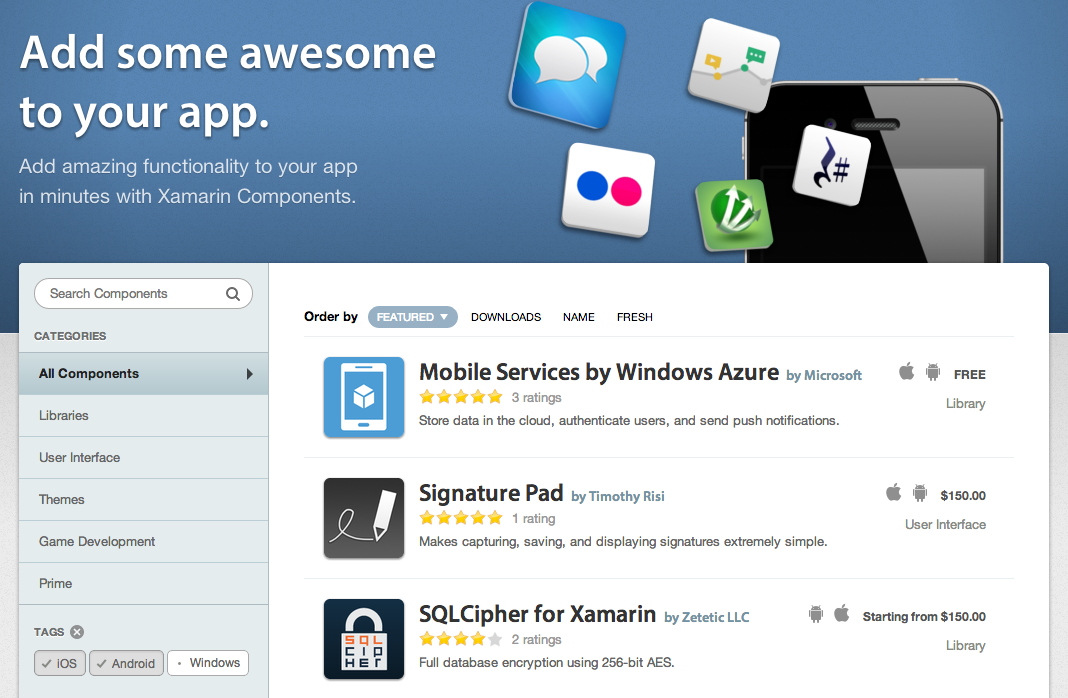 Add some awesome
to your app.
Add amazing functionality to your app
in minutes with Xamarin Components.
Search Components
CATEGORIES
All Components
Libraries
User Interface
Themes
Game Development
Prime
TAGS
iOS Android Windows
Order by FEATURED DOWNLOADS NAME FRESH
Mobile Services by Windows Azure by Microsoft FREE
3 ratings Library
Store data in the cloud, authenticate users, and send push notifications.
Signature Pad by Timothy Risi $150.00
1 rating User Interface
Makes capturing, saving, and displaying signatures extremely simple.
SQL
CIP
HER
SQLCipher for Xamarin by Zetetic LLC Starting from $150.00
2 ratings Library
Full database encryption using 256-bit AES.